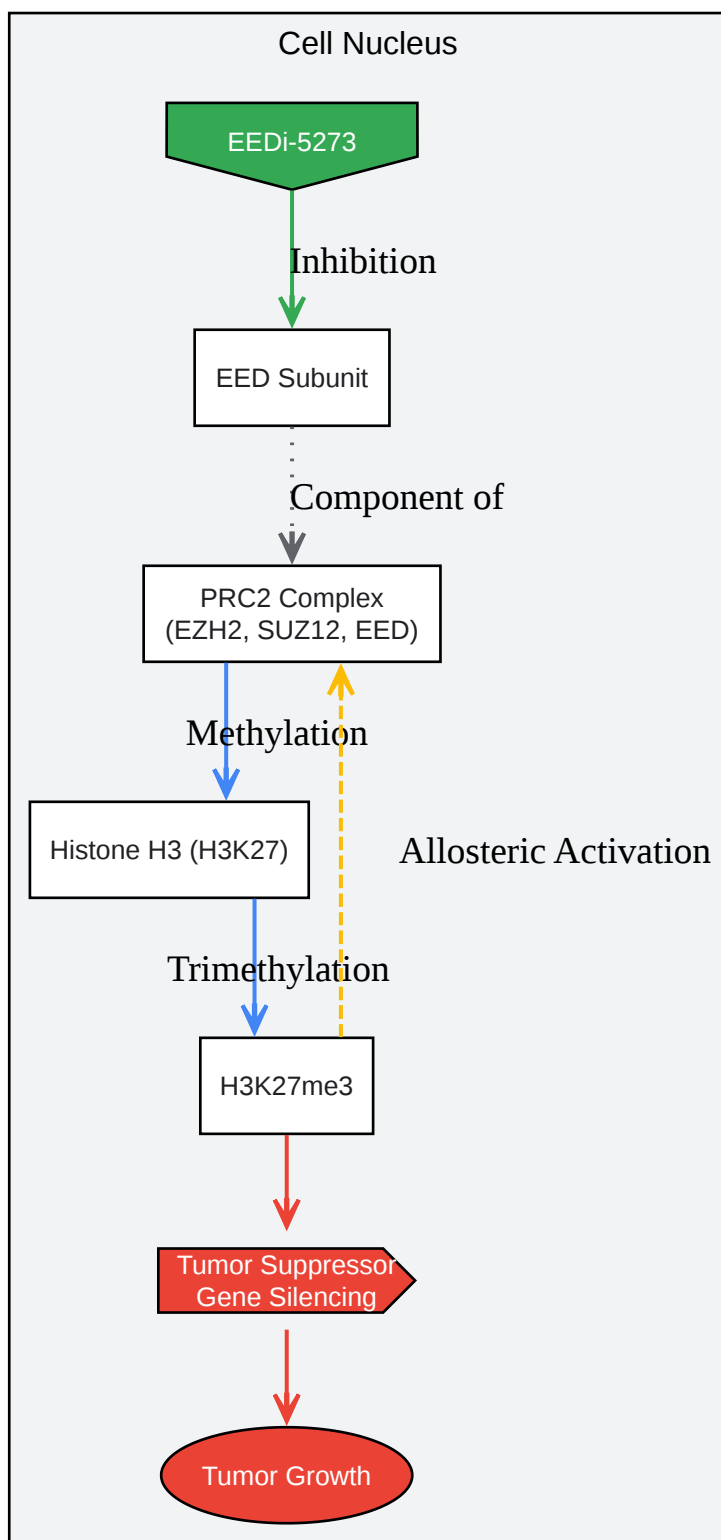 Cell Nucleus
EEDi-5273
Inhibition
EED Subunit
Component of
PRC2 Complex
(EZH2, SUZ12, EED)
Methylation
Histone H3 (H3K27)
Allosteric Activation
Trimethylation
H3K27me3
Tumor Suppressor
Gene Silencing
Tumor Growth